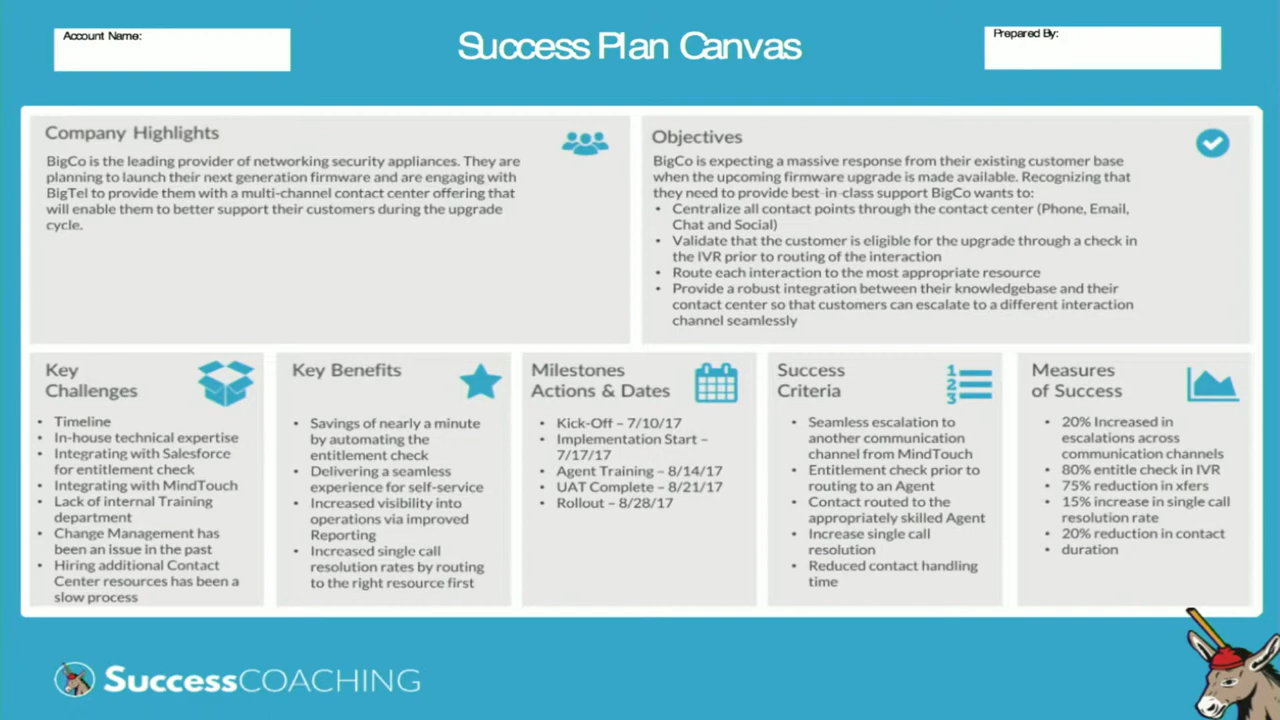 Account Name:
Success Plan Canvas
Prepared By:
Company Highlights
BigCo is the leading provider of networking security appliances. They are
planning to launch their next generation firmware and are engaging with
BigTel to provide them with a multi-channel contact center offering that
will enable them to better support their customers during the upgrade
cycle.
Objectives
BigCo is expecting a massive response from their existing customer base
when the upcoming firmware upgrade is made available. Recognizing that
they need to provide best-in-class support BigCo wants to:
• Centralize all contact points through the contact center (Phone, Email,
Chat and Social)
• Validate that the customer is eligible for the upgrade through a check in
the IVR prior to routing of the interaction
• Route each interaction to the most appropriate resource
• Provide a robust integration between their knowledgebase and their
contact center so that customers can escalate to a different interaction
channel seamlessly
Key
Challenges
• Timeline
• In-house technical expertise
• Integrating with Salesforce
for entitlement check
• Integrating with MindTouch
• Lack of internal Training
department
• Change Management has
been an issue in the past
• Hiring additional Contact
Center resources has been a
slow process
Key Benefits
• Savings of nearly a minute
by automating the
entitlement check
• Delivering a seamless
experience for self-service
• Increased visibility into
operations via improved
Reporting
• Increased single call
resolution rates by routing
to the right resource first
Milestones
Actions & Dates
• Kick-Off – 7/10/17
• Implementation Start –
7/17/17
• Agent Training – 8/14/17
• UAT Complete – 8/21/17
• Rollout – 8/28/17
Success
Criteria
1
2
3
• Seamless escalation to
another communication
channel from MindTouch
• Entitlement check prior to
routing to an Agent
• Contact routed to the
appropriately skilled Agent
• Increase single call
resolution
• Reduced contact handling
time
Measures
of Success
• 20% Increased in
escalations across
communication channels
• 80% entitle check in IVR
• 75% reduction in xfers
• 15% increase in single call
resolution rate
• 20% reduction in contact
• duration
SuccessCOACHING